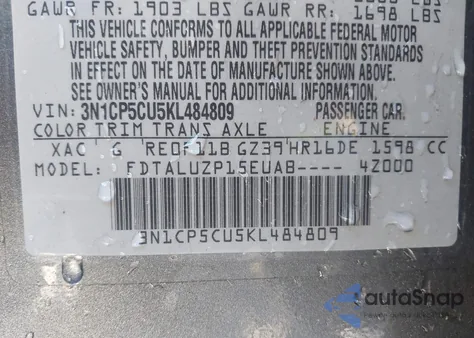 GAWR FR: 1903 LBS GAWR RR: 1698 LBS
THIS VEHICLE CONFORMS TO ALL APPLICABLE FEDERAL MOTOR
VEHICLE SAFETY, BUMPER AND THEFT PREVENTION STANDARDS
IN EFFECT ON THE DATE OF MANUFACTURE SHOWN ABOVE.
SEE OWNER'S MANUAL FOR ADDITIONAL INFORMATION.
VIN: 3N1CP5CU5KL484809 PASSENGER CAR.
COLOR TRIM TRANS AXLE ENGINE
XAC G RE0F11B GZ39 HR16DE 1598 CC
MODEL: FDTALUZP15EUAB---- 4Z000
3N1CP5CU5KL484809
autaSnap